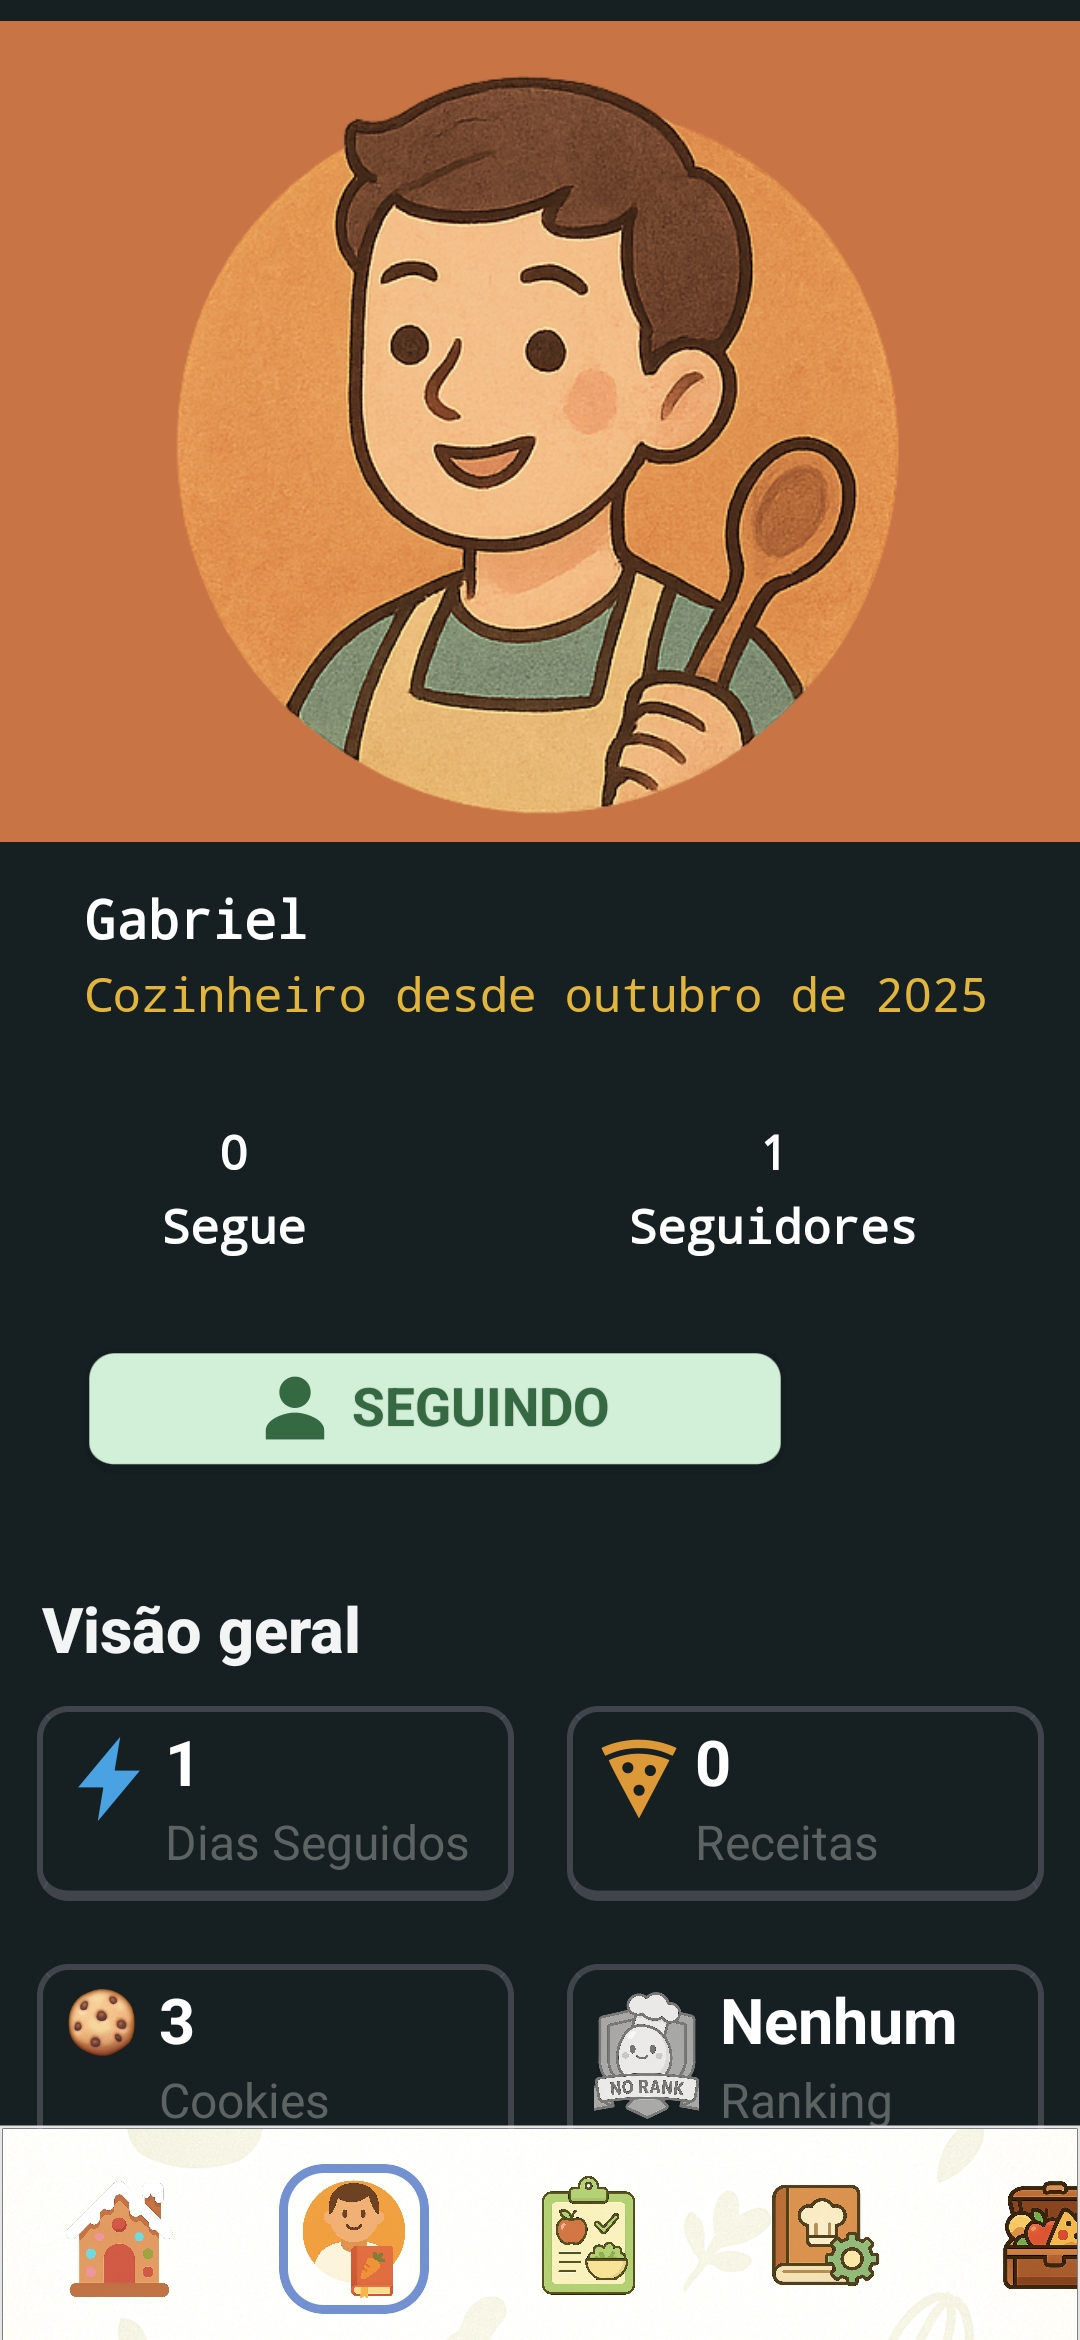 Gabriel
Cozinheiro desde outubro de 2025
0
Segue
1
Seguidores
SEGUINDO
Visão geral
1
Dias Seguidos
0
Receitas
3
Cookies
Nenhum
NO RANK
Ranking